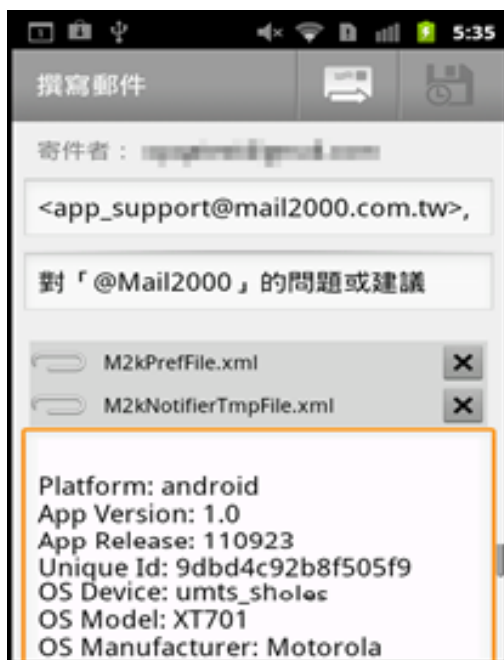 5:35
撰寫郵件
寄件者：
<app_support@mail2000.com.tw>,
對「@Mail2000」的問題或建議
M2kPrefFile.xml
M2kNotifierTmpFile.xml
Platform: android
App Version: 1.0
App Release: 110923
Unique Id: 9dbd4c92b8f505f9
OS Device: umts_sholes
OS Model: XT701
OS Manufacturer: Motorola